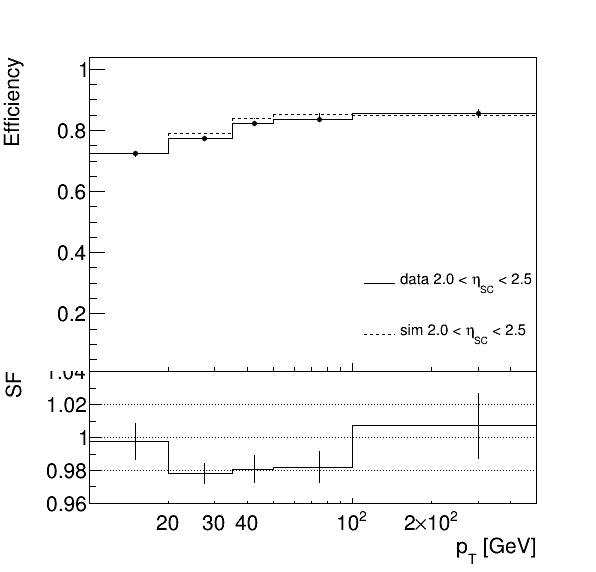 Efficiency
1
0.8
0.6
0.4
0.2
data 2.0 < η_SC < 2.5
sim 2.0 < η_SC < 2.5
SF
1.04
1.02
1
0.98
0.96
20 30 40 10² 2×10²
p_T [GeV]